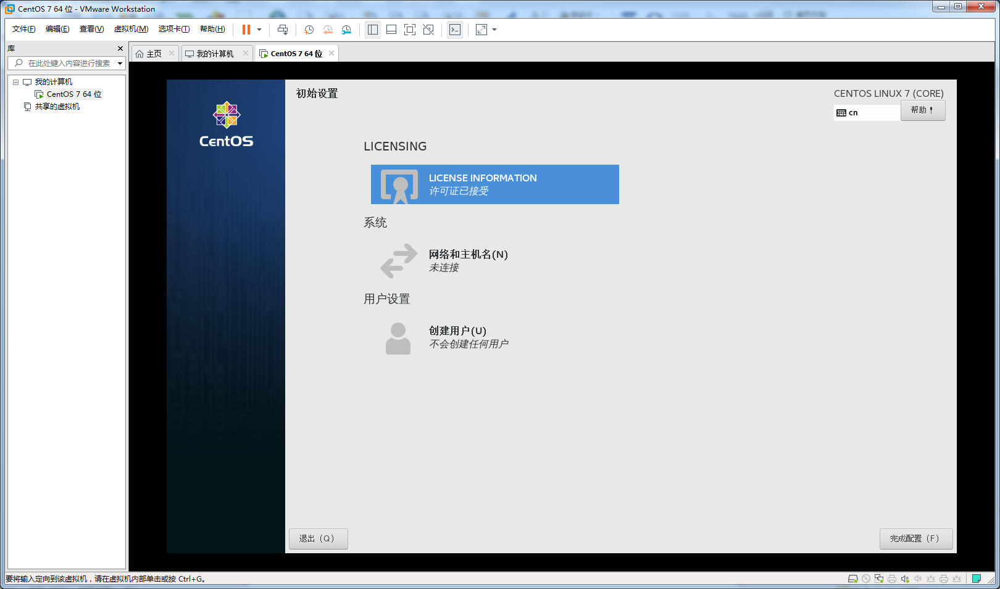 CentOS 7 64 位 - VMware Workstation
文件(F) 编辑(E) 查看(V) 虚拟机(M) 选项卡(T) 帮助(H)
库
主页 我的计算机 CentOS 7 64 位
在此处键入内容进行搜索
我的计算机
CentOS 7 64 位
共享的虚拟机
CentOS
初始设置
CENTOS LINUX 7 (CORE)
cn
帮助！
LICENSING
LICENSE INFORMATION
许可证已接受
系统
网络和主机名(N)
未连接
用户设置
创建用户(U)
不会创建任何用户
退出（Q）
完成配置（F）
要将输入定向到该虚拟机，请在虚拟机内部单击或按 Ctrl+G。